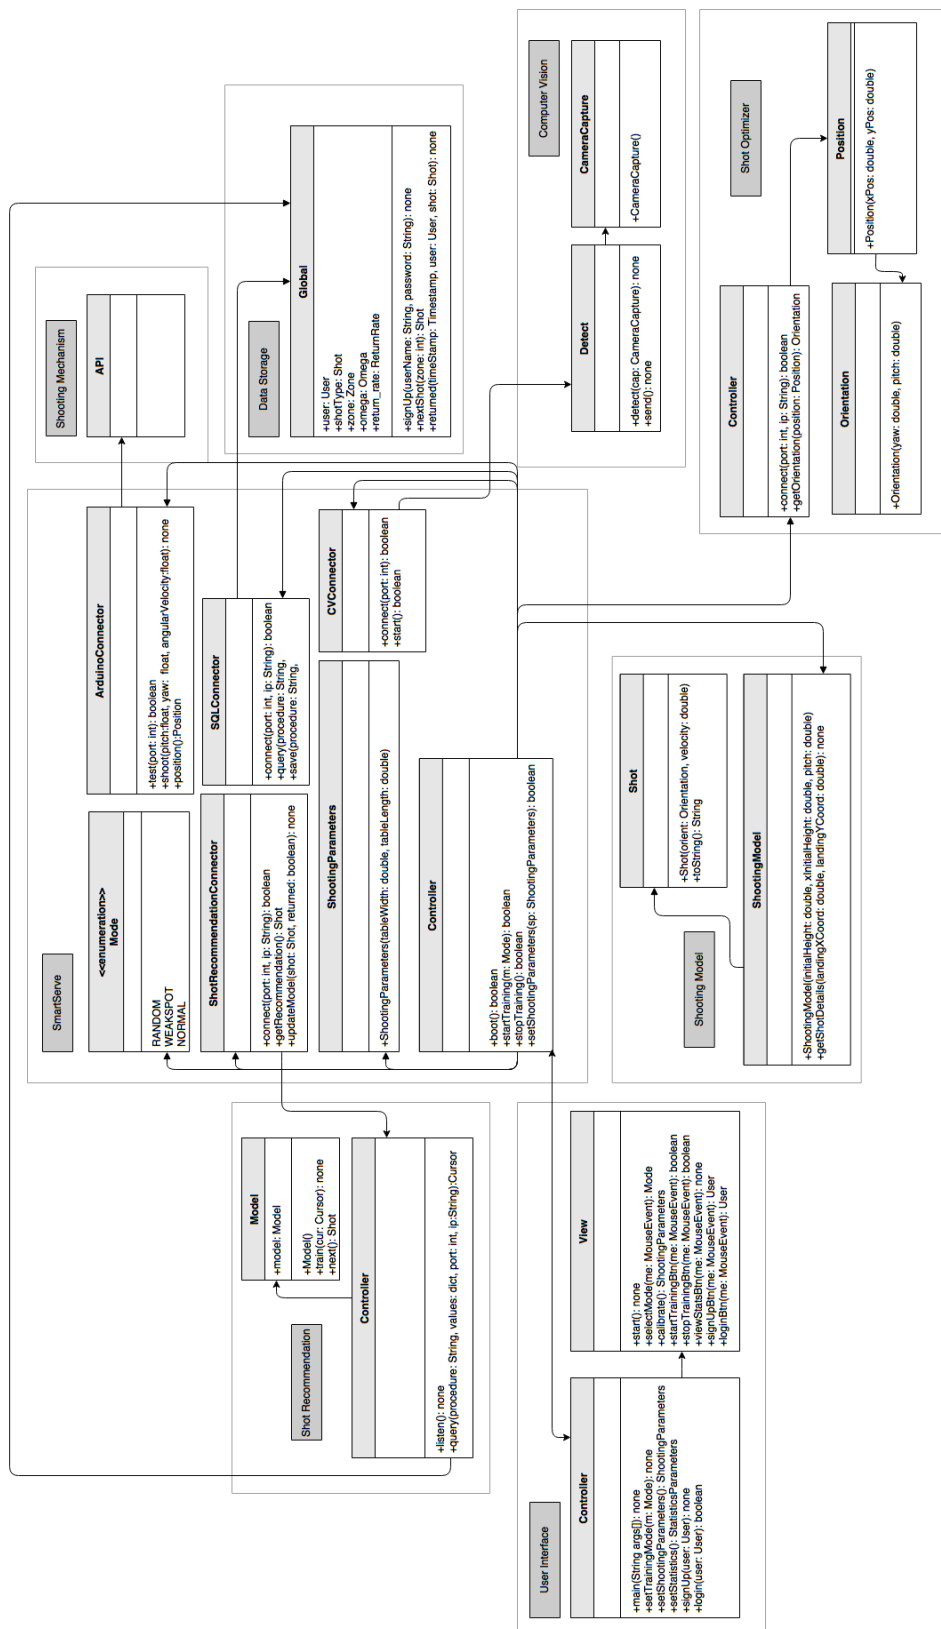 Shot Recommendation
Model
+model: Model
+Model()
+train(cur: Cursor): none
+next(): Shot
Controller
+listen(): none
+query(procedure: String, values: dict, port: int, ip:String):Cursor
User Interface
Controller
+main(String args[]): none
+setTrainingMode(m: Mode): none
+setShootingParameters(): ShootingParameters
+setStatistics(): StatisticsParameters
+signUp(user: User): none
+login(user: User): boolean
View
+start(): none
+selectMode(me: MouseEvent): Mode
+calibrate(): ShootingParameters
+startTrainingBtn(me: MouseEvent): boolean
+stopTrainingBtn(me: MouseEvent): boolean
+viewStatsBtn(me: MouseEvent): none
+signUpBtn(me: MouseEvent): User
+loginBtn(me: MouseEvent): User
SmartServe
<<enumeration>>
Mode
RANDOM
WEAKSPOT
NORMAL
ArduinoConnector
+test(port: int): boolean
+shoot(pitch:float, yaw: float, angularVelocity:float): none
+position():Position
ShotRecommendationConnector
+connect(port: int, ip: String): boolean
+getRecommendation(): Shot
+updateModel(shot: Shot, returned: boolean): none
SQLConnector
+connect(port: int, ip: String): boolean
+query(procedure: String,
+save(procedure: String,
ShootingParameters
+ShootingParameters(tableWidth: double, tableLength: double)
CVConnector
+connect(port: int): boolean
+start(): boolean
Controller
+boot(): boolean
+startTraining(m: Mode): boolean
+stopTraining(): boolean
+setShootingParameters(sp: ShootingParameters): boolean
Shooting Model
Shot
+Shot(orient: Orientation, velocity: double)
+toString(): String
ShootingModel
+ShootingModel(initialHeight: double, xInitialHeight: double, pitch: double)
+getShotDetails(landingXCoord: double, landingYCoord: double): none
Shooting Mechanism
API
Data Storage
Global
+user: User
+shotType: Shot
+zone: Zone
+omega: Omega
+return_rate: ReturnRate
+signUp(userName: String, password: String): none
+nextShot(zone: int): Shot
+returned(timeStamp: Timestamp, user: User, shot: Shot): none
Computer Vision
Detect
+detect(cap: CameraCapture): none
+send(): none
CameraCapture
+CameraCapture()
Shot Optimizer
Controller
+connect(port: int, ip: String): boolean
+getOrientation(position: Position): Orientation
Position
+Position(xPos: double, yPos: double)
Orientation
+Orientation(yaw: double, pitch: double)